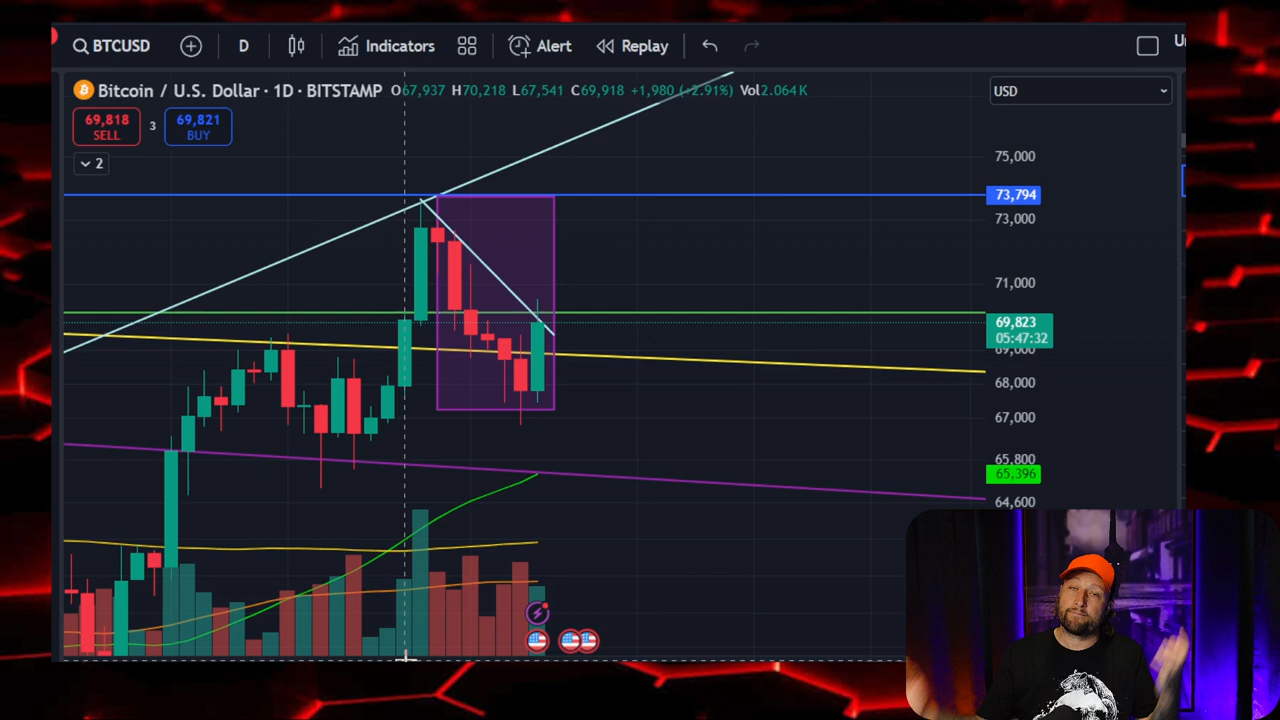 BTCUSD
D
Indicators
Alert
Replay
Bitcoin / U.S. Dollar · 1D · BITSTAMP O67,937 H70,218 L67,541 C69,918 +1,980 (+2.91%) Vol2.064 K
USD
69,818
SELL
3
69,821
BUY
2
75,000
73,794
73,000
71,000
69,823
05:47:32
69,000
68,000
67,000
65,800
65,396
64,600